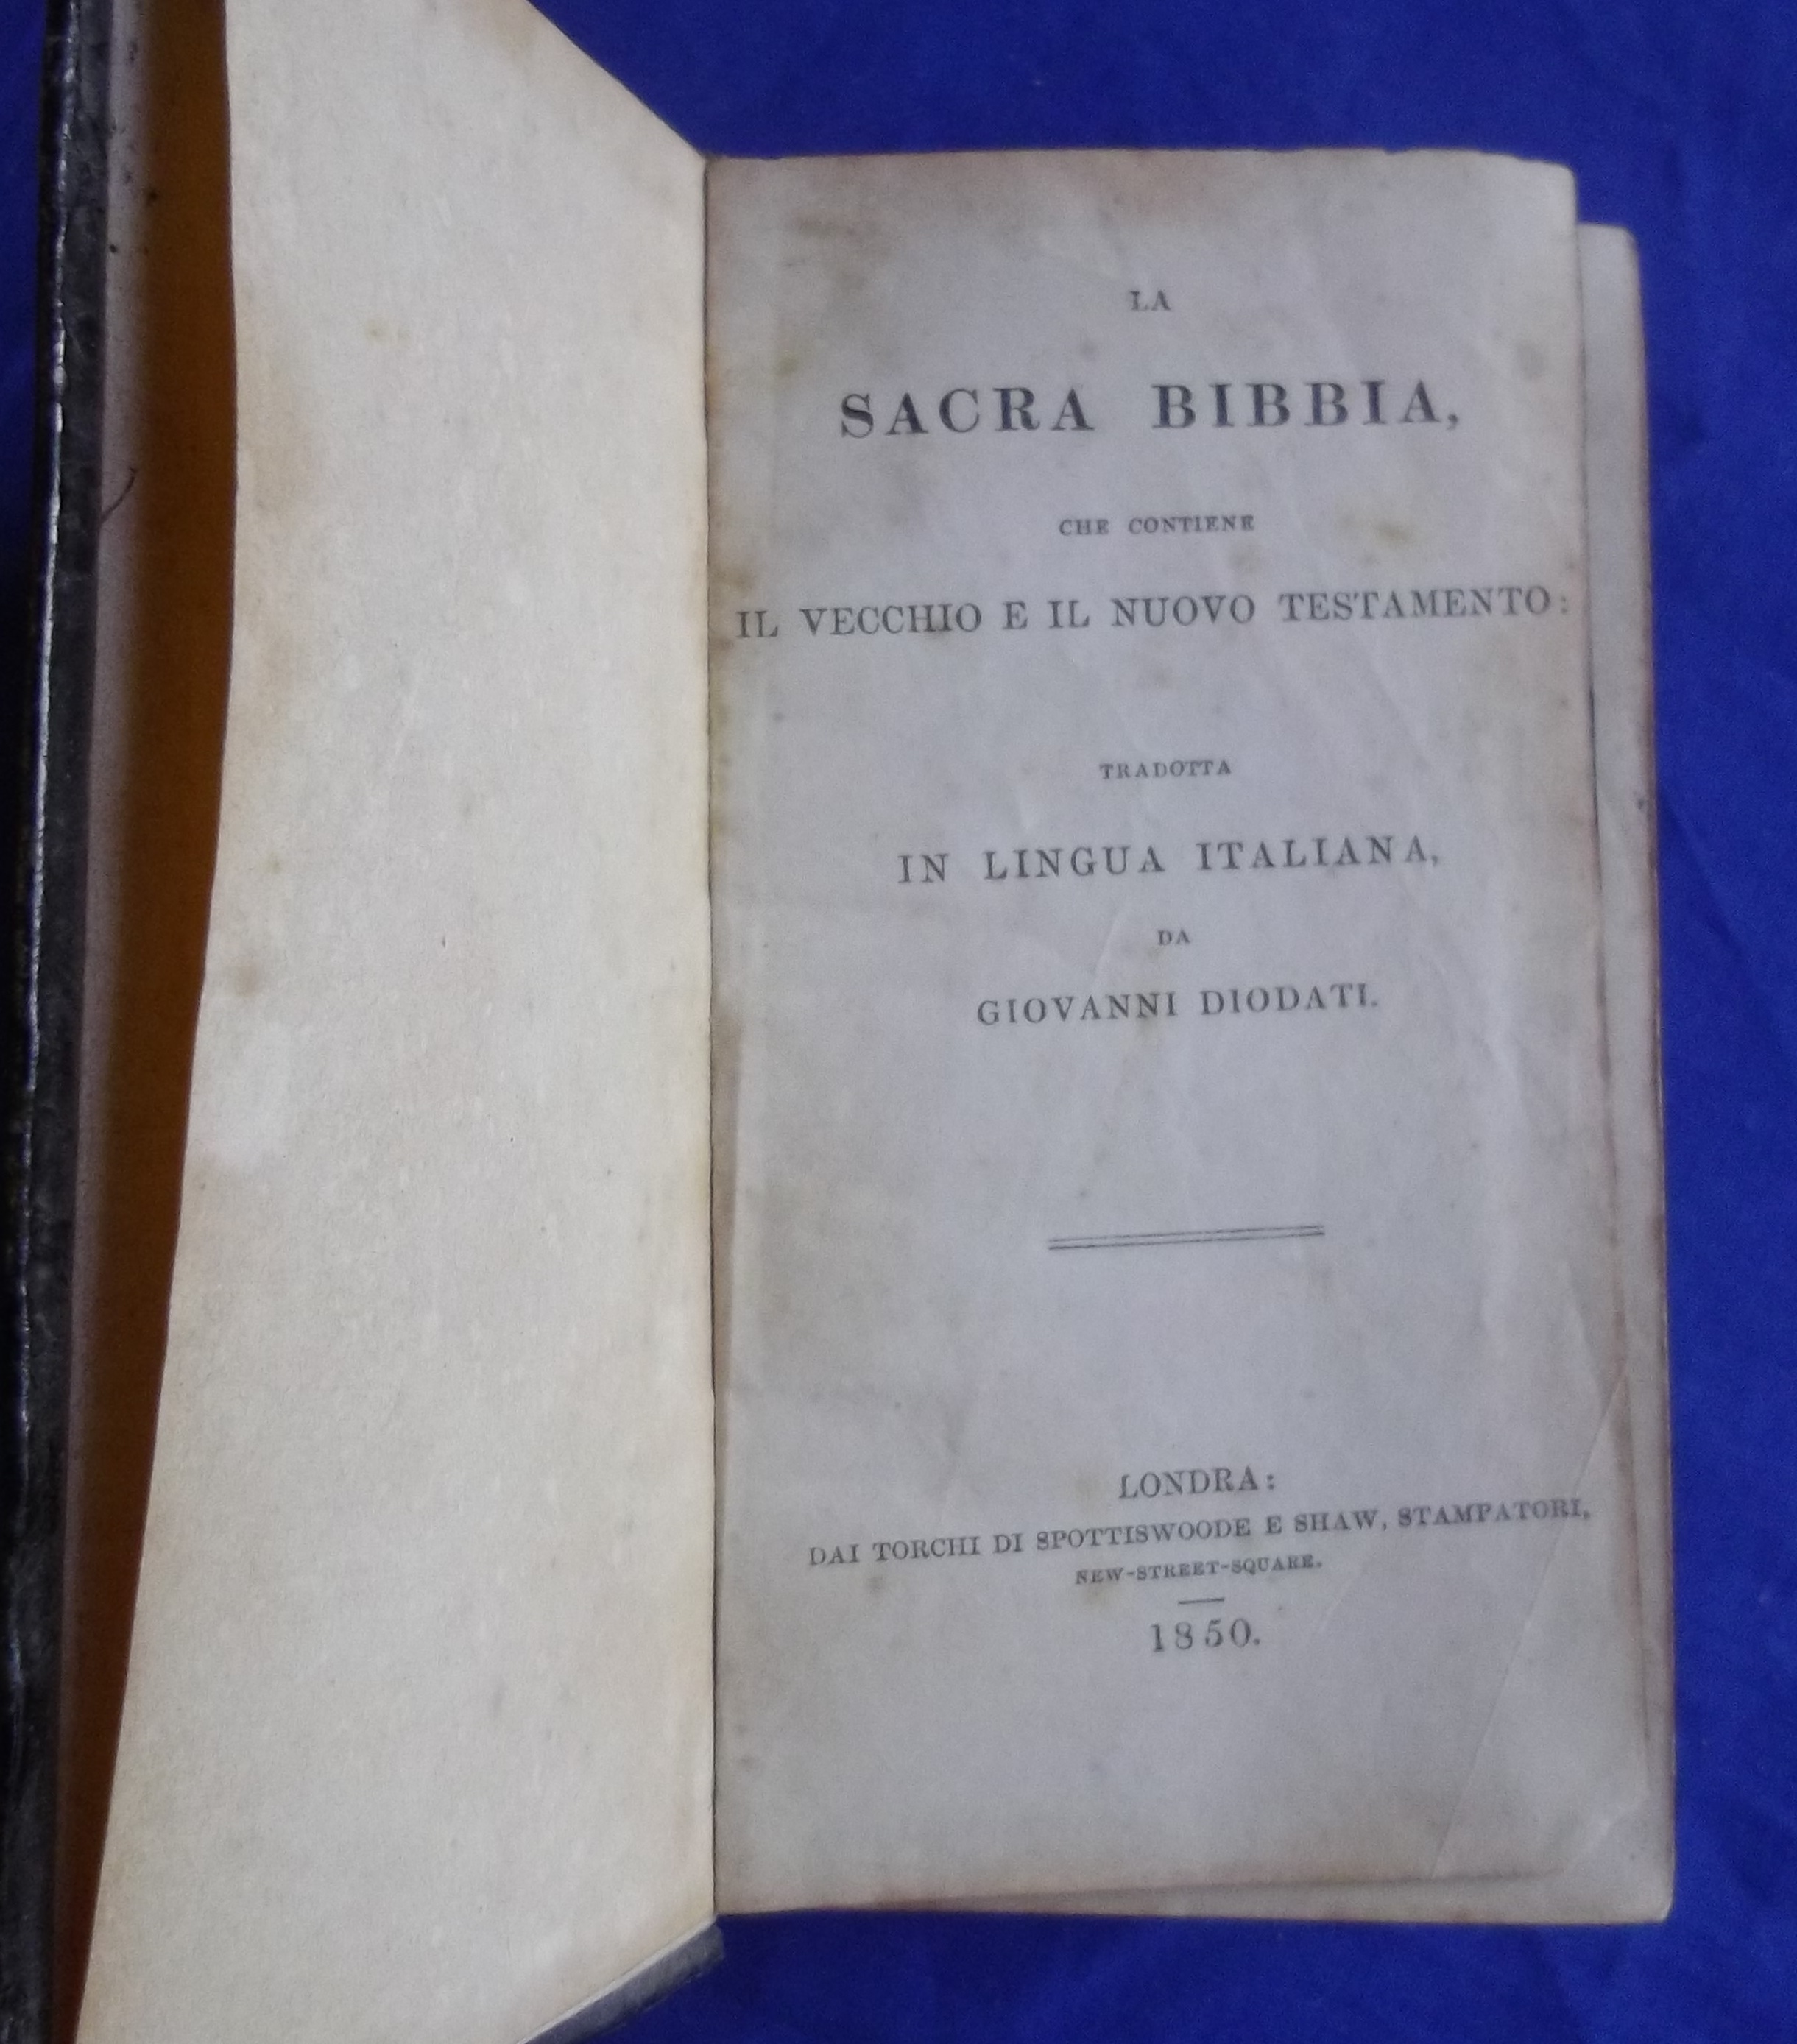 LA
SACRA BIBBIA,
CHE CONTIENE
IL VECCHIO E IL NUOVO TESTAMENTO:
TRADOTTA
IN LINGUA ITALIANA,
DA
GIOVANNI DIODATI.
LONDRA:
DAI TORCHI DI SPOTTISWOODE E SHAW, STAMPATORI,
NEW-STREET-SQUARE.
1850.